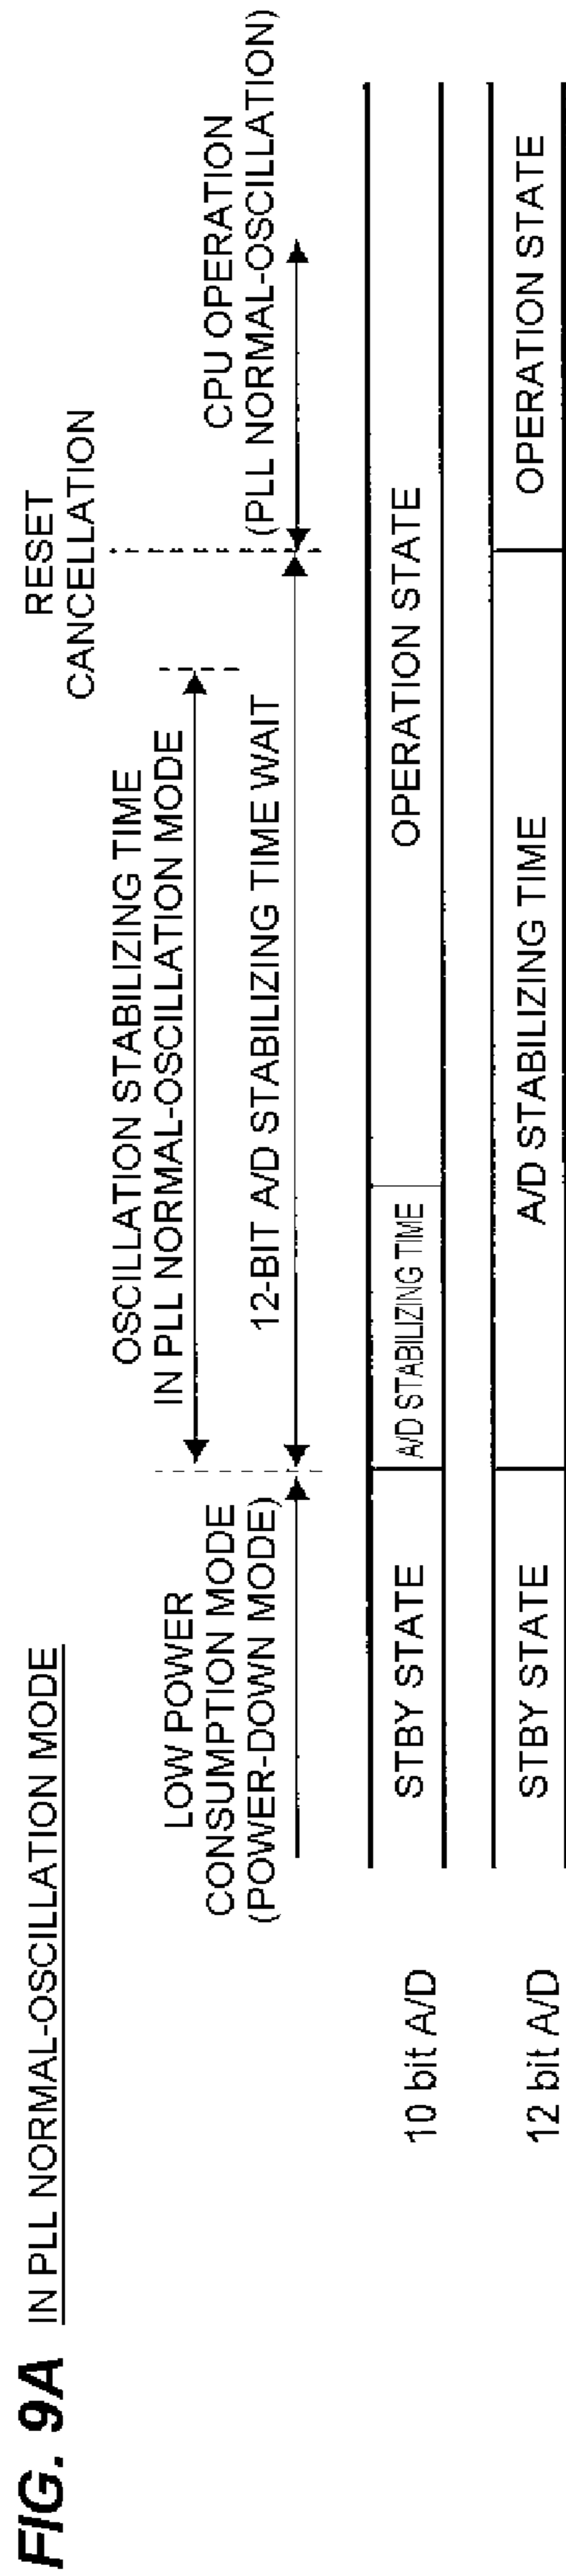 FIG. 9A IN PLL NORMAL-OSCILLATION MODE
RESET
CANCELLATION
OSCILLATION STABILIZING TIME
IN PLL NORMAL-OSCILLATION MODE
LOW POWER
CONSUMPTION MODE
(POWER-DOWN MODE)
12-BIT A/D STABILIZING TIME WAIT
CPU OPERATION
(PLL NORMAL-OSCILLATION)
10 bit A/D
STBY STATE
A/D STABILIZING TIME
OPERATION STATE
12 bit A/D
STBY STATE
A/D STABILIZING TIME
OPERATION STATE